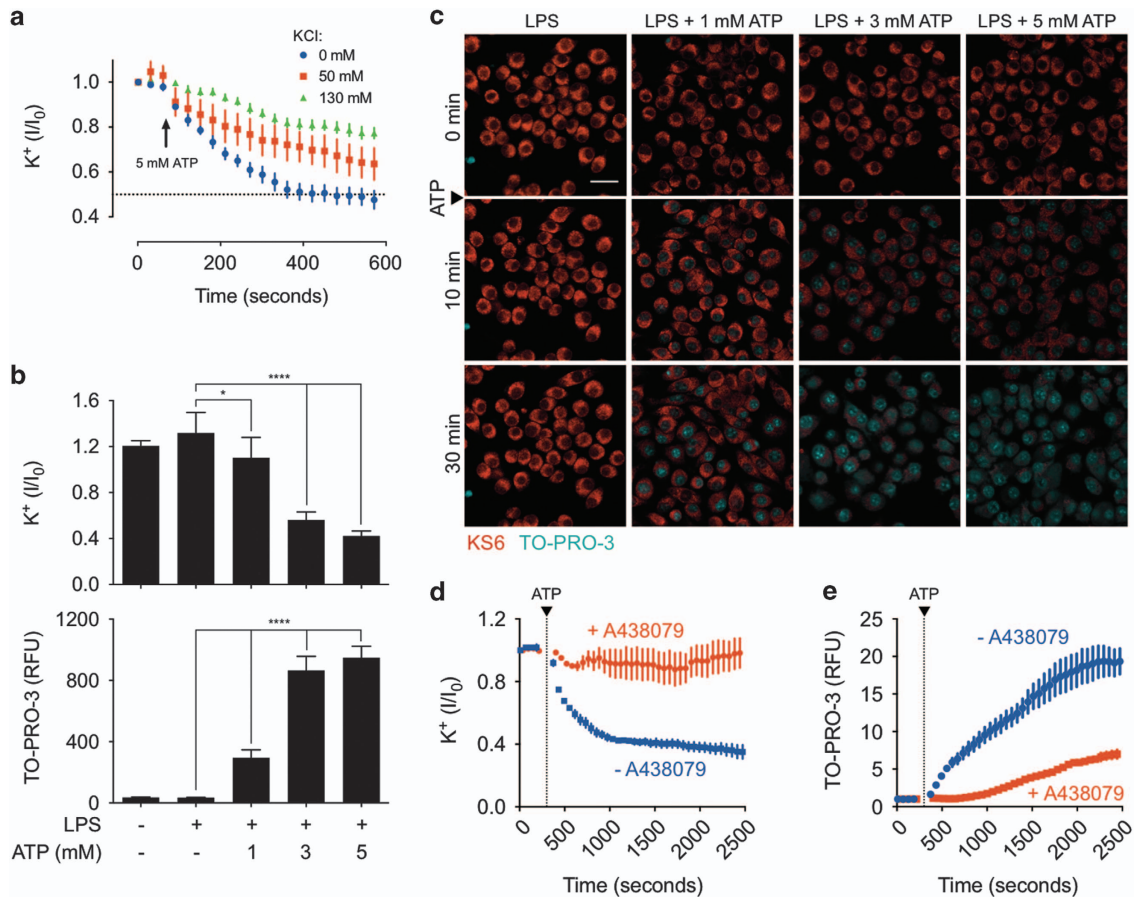 a
KCl:
0 mM
50 mM
130 mM
K⁺ (I/I₀)
1.0
0.8
0.6
0.4
5 mM ATP
0 200 400 600
Time (seconds)
b
* ****
K⁺ (I/I₀)
1.6
1.2
0.8
0.4
0.0
****
TO-PRO-3 (RFU)
1200
800
400
0
LPS - + + + +
ATP (mM) - - 1 3 5
c
LPS LPS + 1 mM ATP LPS + 3 mM ATP LPS + 5 mM ATP
0 min
ATP
10 min
30 min
KS6 TO-PRO-3
d
ATP
K⁺ (I/I₀)
1.2
0.8
0.4
0.0
+ A438079
- A438079
0 500 1000 1500 2000 2500
Time (seconds)
e
ATP
TO-PRO-3 (RFU)
25
20
15
10
5
0
- A438079
+ A438079
0 500 1000 1500 2000 2500
Time (seconds)